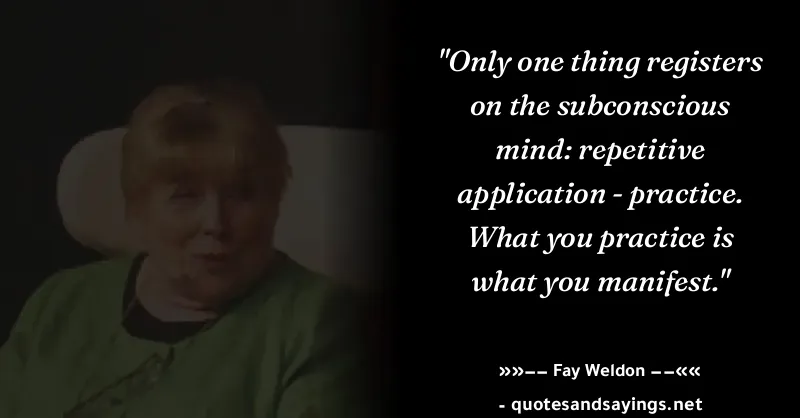 "Only one thing registers
on the subconscious
mind: repetitive
application - practice.
What you practice is
what you manifest."
»»–– Fay Weldon ––««
- quotesandsayings.net